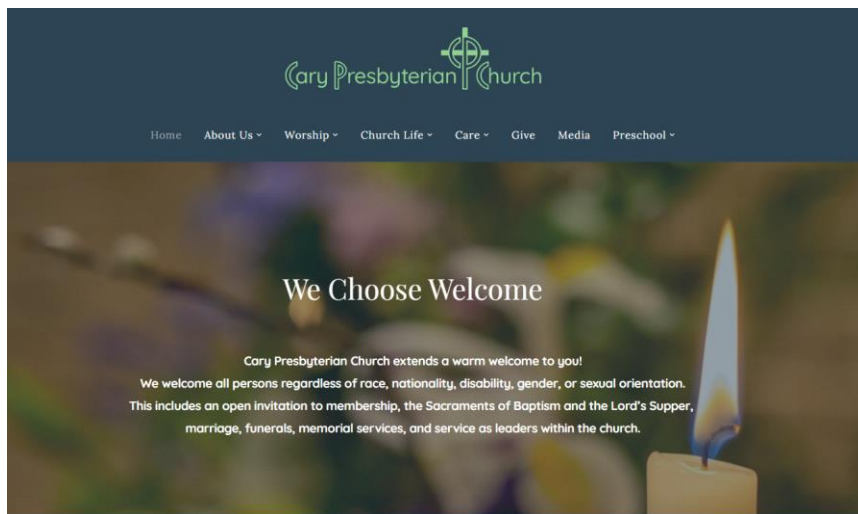 Cary Presbyterian Church
Home About Us Worship Church Life Care Give Media Preschool
We Choose Welcome
Cary Presbyterian Church extends a warm welcome to you!
We welcome all persons regardless of race, nationality, disability, gender, or sexual orientation.
This includes an open invitation to membership, the Sacraments of Baptism and the Lord's Supper,
marriage, funerals, memorial services, and service as leaders within the church.